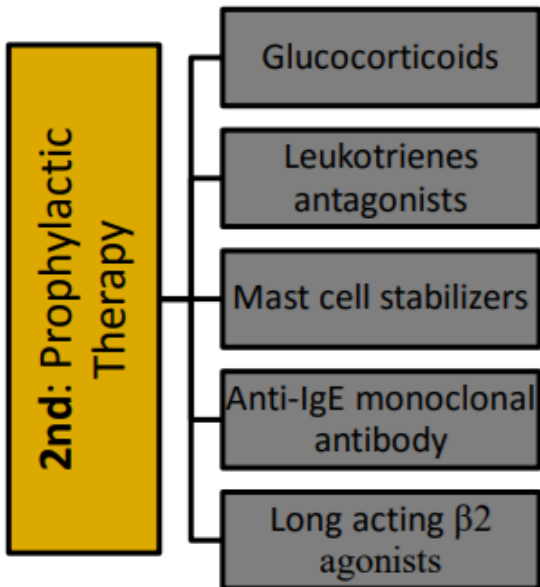 2nd: Prophylactic
Therapy
Glucocorticoids
Leukotrienes
antagonists
Mast cell stabilizers
Anti-IgE monoclonal
antibody
Long acting β2
agonists